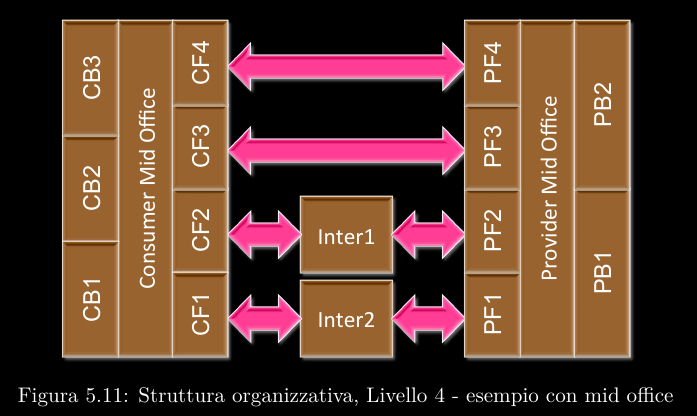 CB3
CB2
CB1
Consumer Mid Office
CF4
CF3
CF2
CF1
Inter1
Inter2
PF4
PF3
PF2
PF1
Provider Mid Office
PB2
PB1
Figura 5.11: Struttura organizzativa, Livello 4 - esempio con mid office